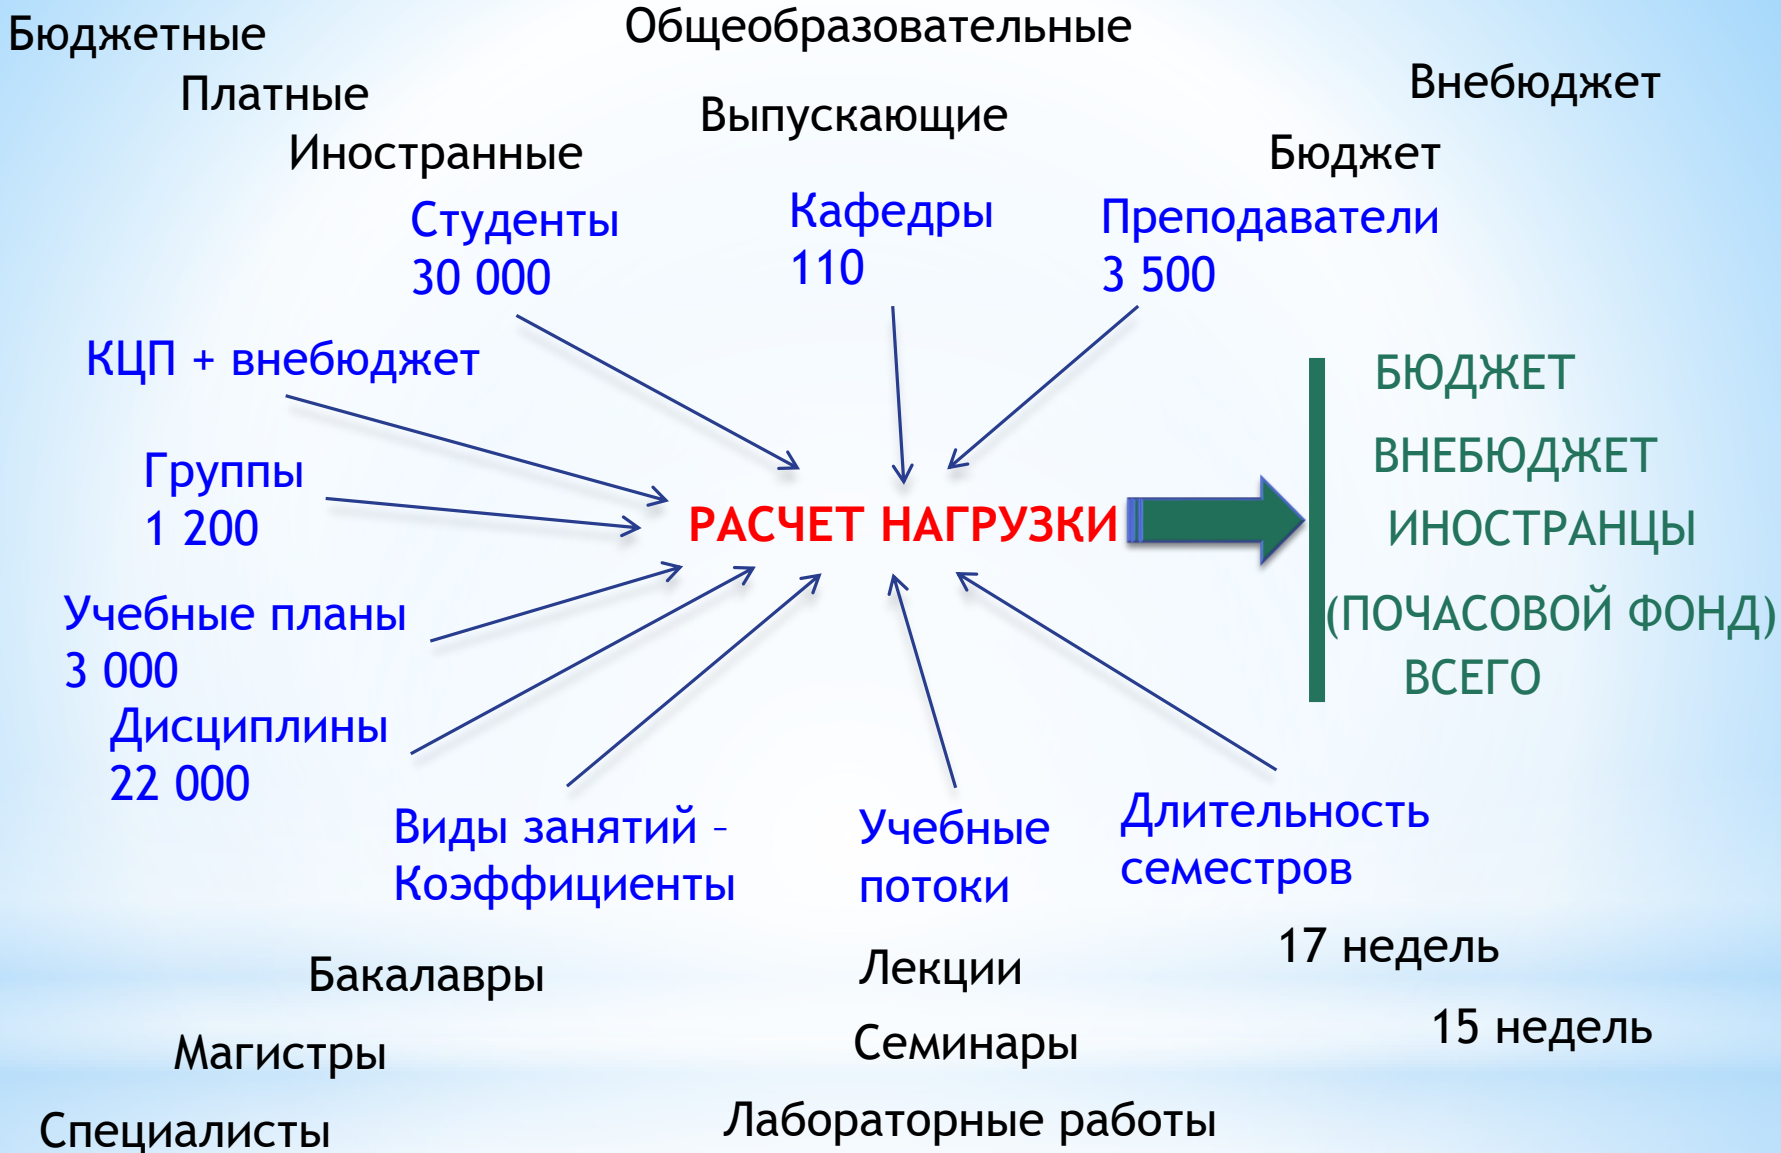 Бюджетные
Общеобразовательные
Платные
Внебюджет
Выпускающие
Иностранные
Бюджет
Студенты
30 000
Кафедры
110
Преподаватели
3 500
КЦП + внебюджет
Группы
1 200
РАСЧЕТ НАГРУЗКИ
БЮДЖЕТ
ВНЕБЮДЖЕТ
ИНОСТРАНЦЫ
(ПОЧАСОВОЙ ФОНД)
ВСЕГО
Учебные планы
3 000
Дисциплины
22 000
Виды занятий –
Коэффициенты
Учебные
потоки
Длительность
семестров
Бакалавры
Магистры
Специалисты
Лекции
Семинары
Лабораторные работы
17 недель
15 недель